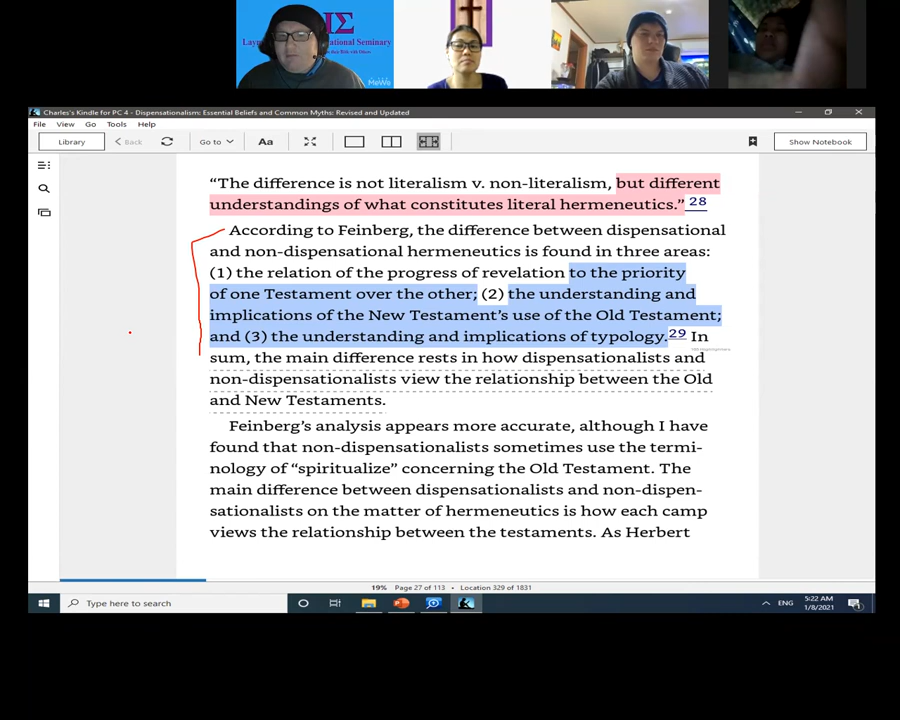 ΙΣ
Laya
ational Seminary
MeWe
Charles's Kindle for PC 4 - Dispensationalism: Essential Beliefs and Common Myths: Revised and Updated
File View Go Tools Help
Library Back Go to Aa Show Notebook
“The difference is not literalism v. non-literalism, but different
understandings of what constitutes literal hermeneutics.” 28
According to Feinberg, the difference between dispensational
and non-dispensational hermeneutics is found in three areas:
(1) the relation of the progress of revelation to the priority
of one Testament over the other; (2) the understanding and
implications of the New Testament’s use of the Old Testament;
and (3) the understanding and implications of typology. 29 In
sum, the main difference rests in how dispensationalists and
non-dispensationalists view the relationship between the Old
and New Testaments.
Feinberg’s analysis appears more accurate, although I have
found that non-dispensationalists sometimes use the termi-
nology of “spiritualize” concerning the Old Testament. The
main difference between dispensationalists and non-dispen-
sationalists on the matter of hermeneutics is how each camp
views the relationship between the testaments. As Herbert
19% Page 27 of 113 • Location 329 of 1831
Type here to search
ENG
5:22 AM
1/8/2021